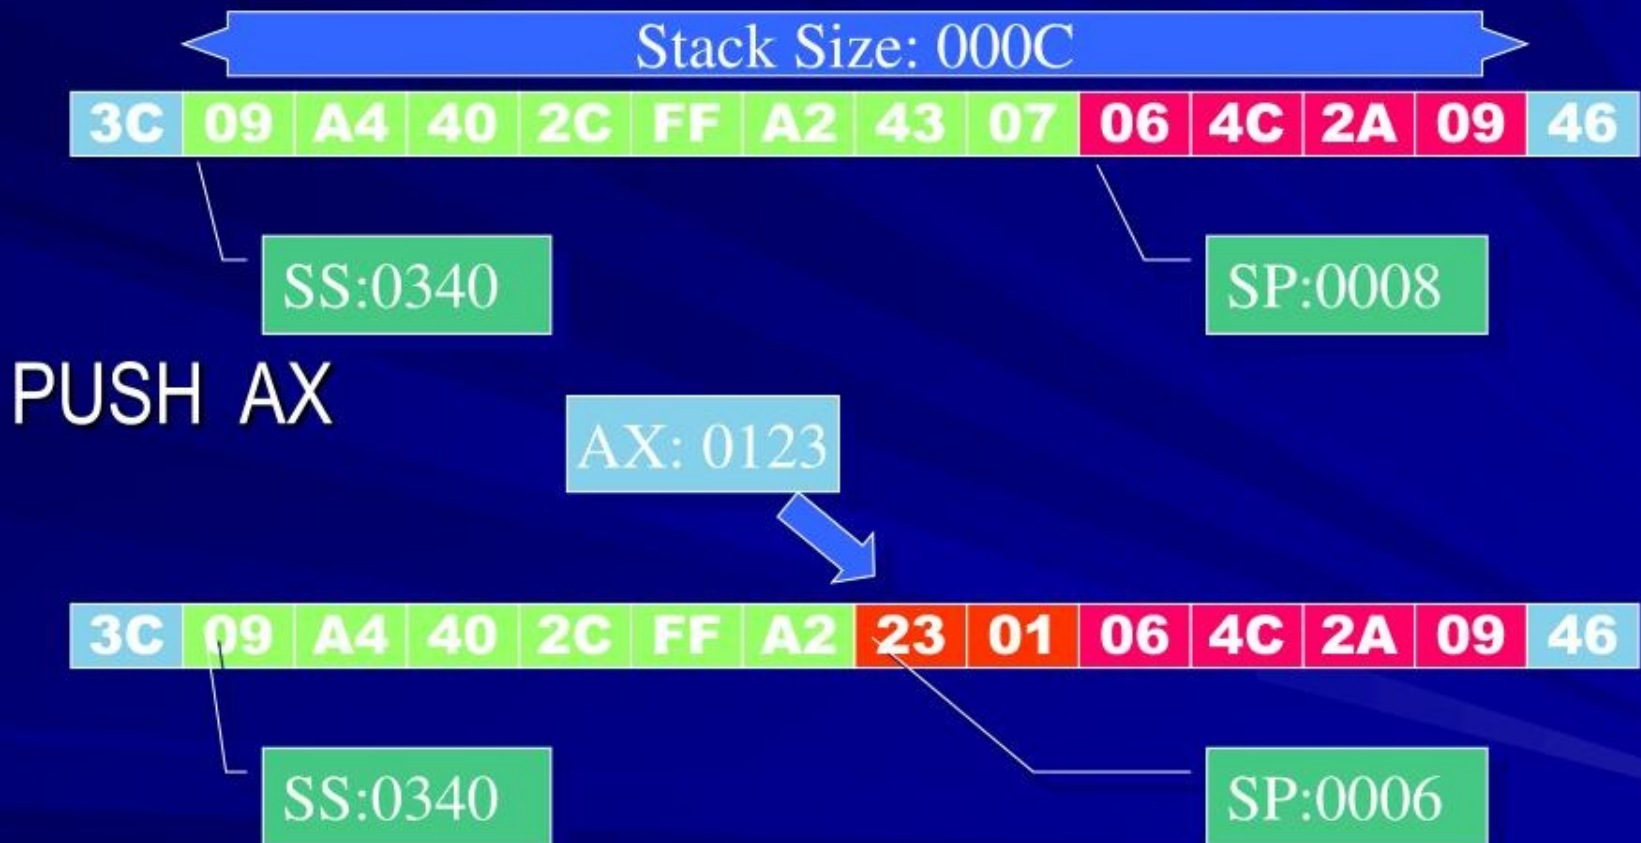 Stack Size: 000C
3C 09 A4 40 2C FF A2 43 07 06 4C 2A 09 46
SS:0340 SP:0008
PUSH AX
AX: 0123
3C 09 A4 40 2C FF A2 23 01 06 4C 2A 09 46
SS:0340 SP:0006